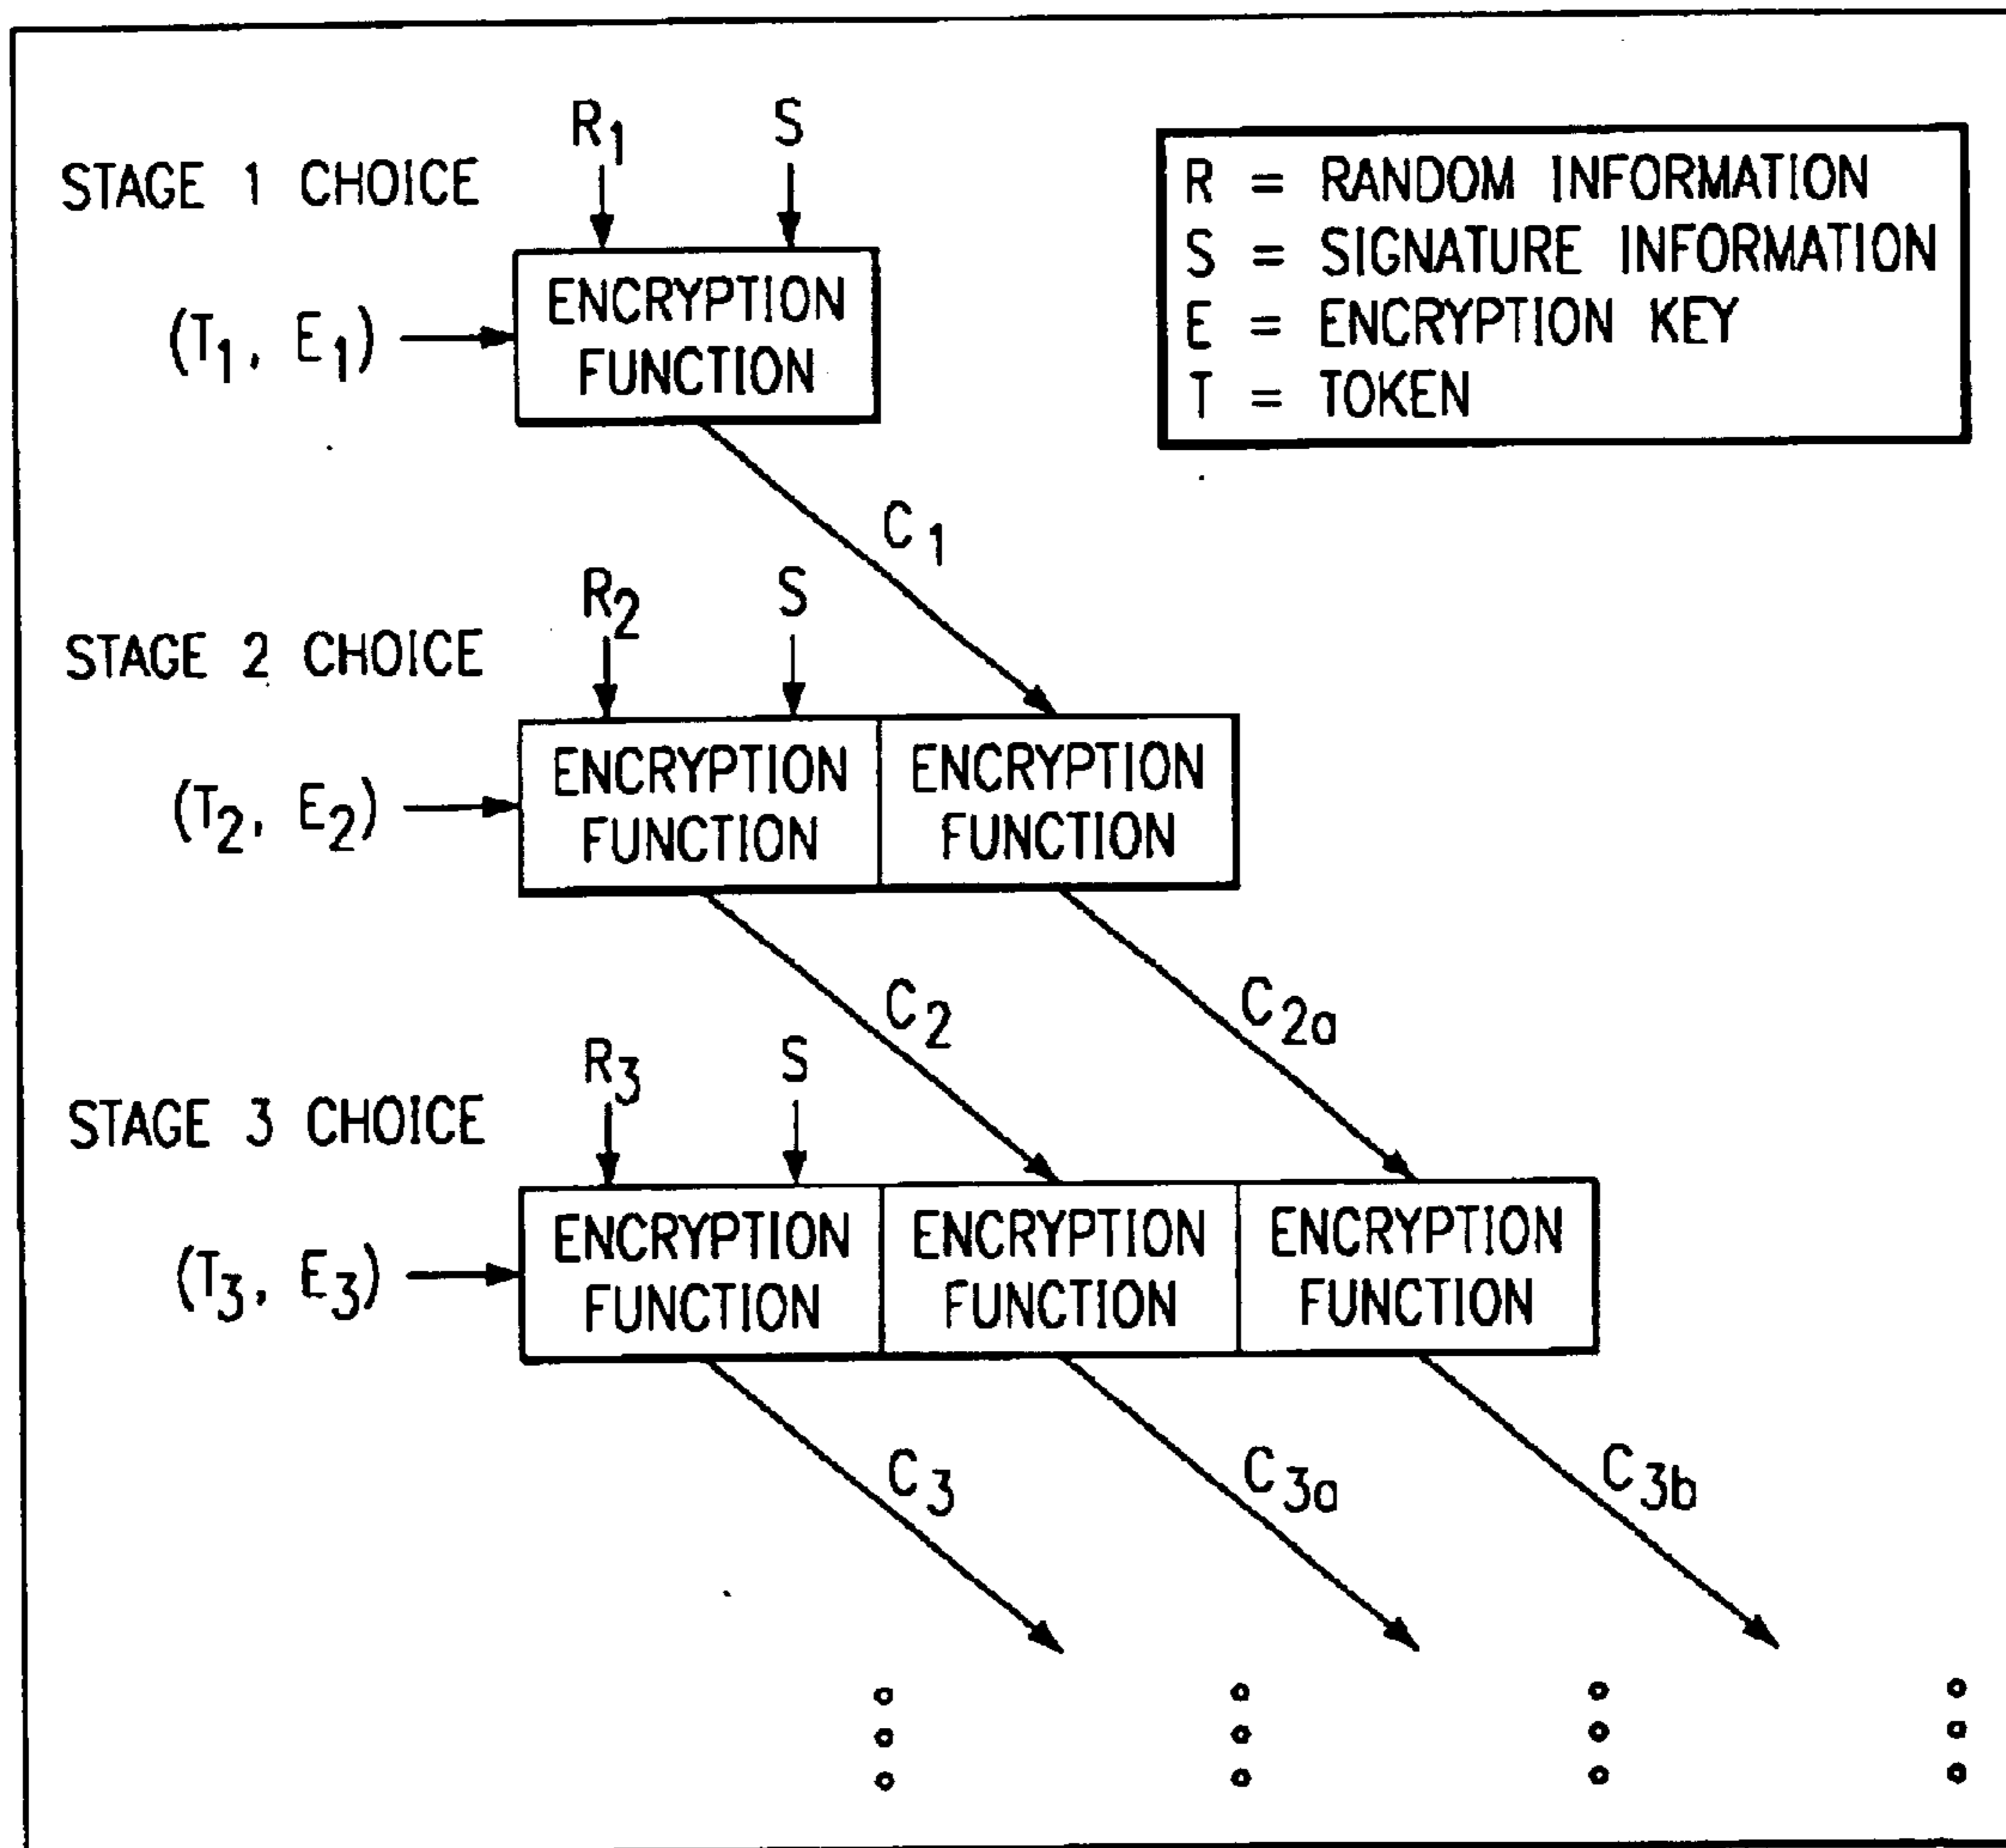 R₁ S
STAGE 1 CHOICE
(T₁, E₁)
ENCRYPTION
FUNCTION
R = RANDOM INFORMATION
S = SIGNATURE INFORMATION
E = ENCRYPTION KEY
T = TOKEN
C₁
R₂ S
STAGE 2 CHOICE
(T₂, E₂)
ENCRYPTION
FUNCTION
ENCRYPTION
FUNCTION
C₂
C₂ₐ
R₃ S
STAGE 3 CHOICE
(T₃, E₃)
ENCRYPTION
FUNCTION
ENCRYPTION
FUNCTION
ENCRYPTION
FUNCTION
C₃
C₃ₐ
C3b